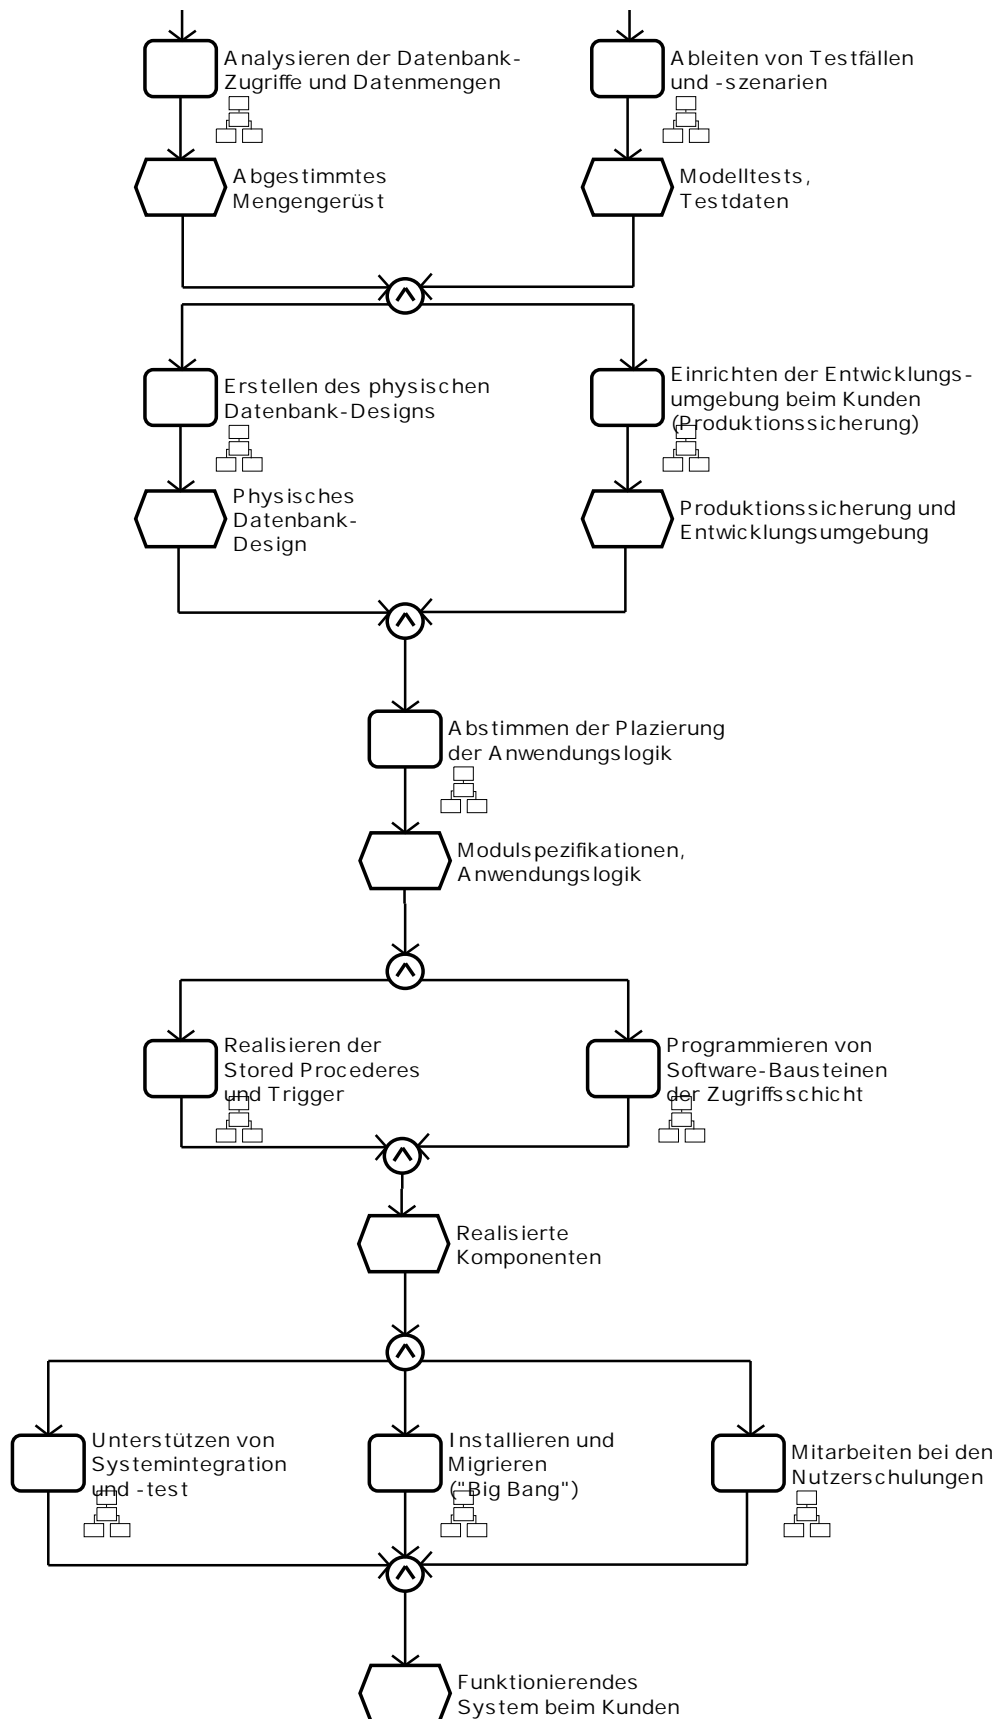 Analysieren der Datenbank-
Zugriffe und Datenmengen
Ableiten von Testfällen
und -szenarien
Abgestimmtes
Mengengerüst
Modelltests,
Testdaten
Erstellen des physischen
Datenbank-Designs
Einrichten der Entwicklungs-
umgebung beim Kunden
(Produktionssicherung)
Physisches
Datenbank-
Design
Produktionssicherung und
Entwicklungsumgebung
Abstimmen der Plazierung
der Anwendungslogik
Modulspezifikationen,
Anwendungslogik
Realisieren der
Stored Procederes
und Trigger
Programmieren von
Software-Bausteinen
der Zugriffsschicht
Realisierte
Komponenten
Unterstützen von
Systemintegration
und -test
Installieren und
Migrieren
("Big Bang")
Mitarbeiten bei den
Nutzerschulungen
Funktionierendes
System beim Kunden